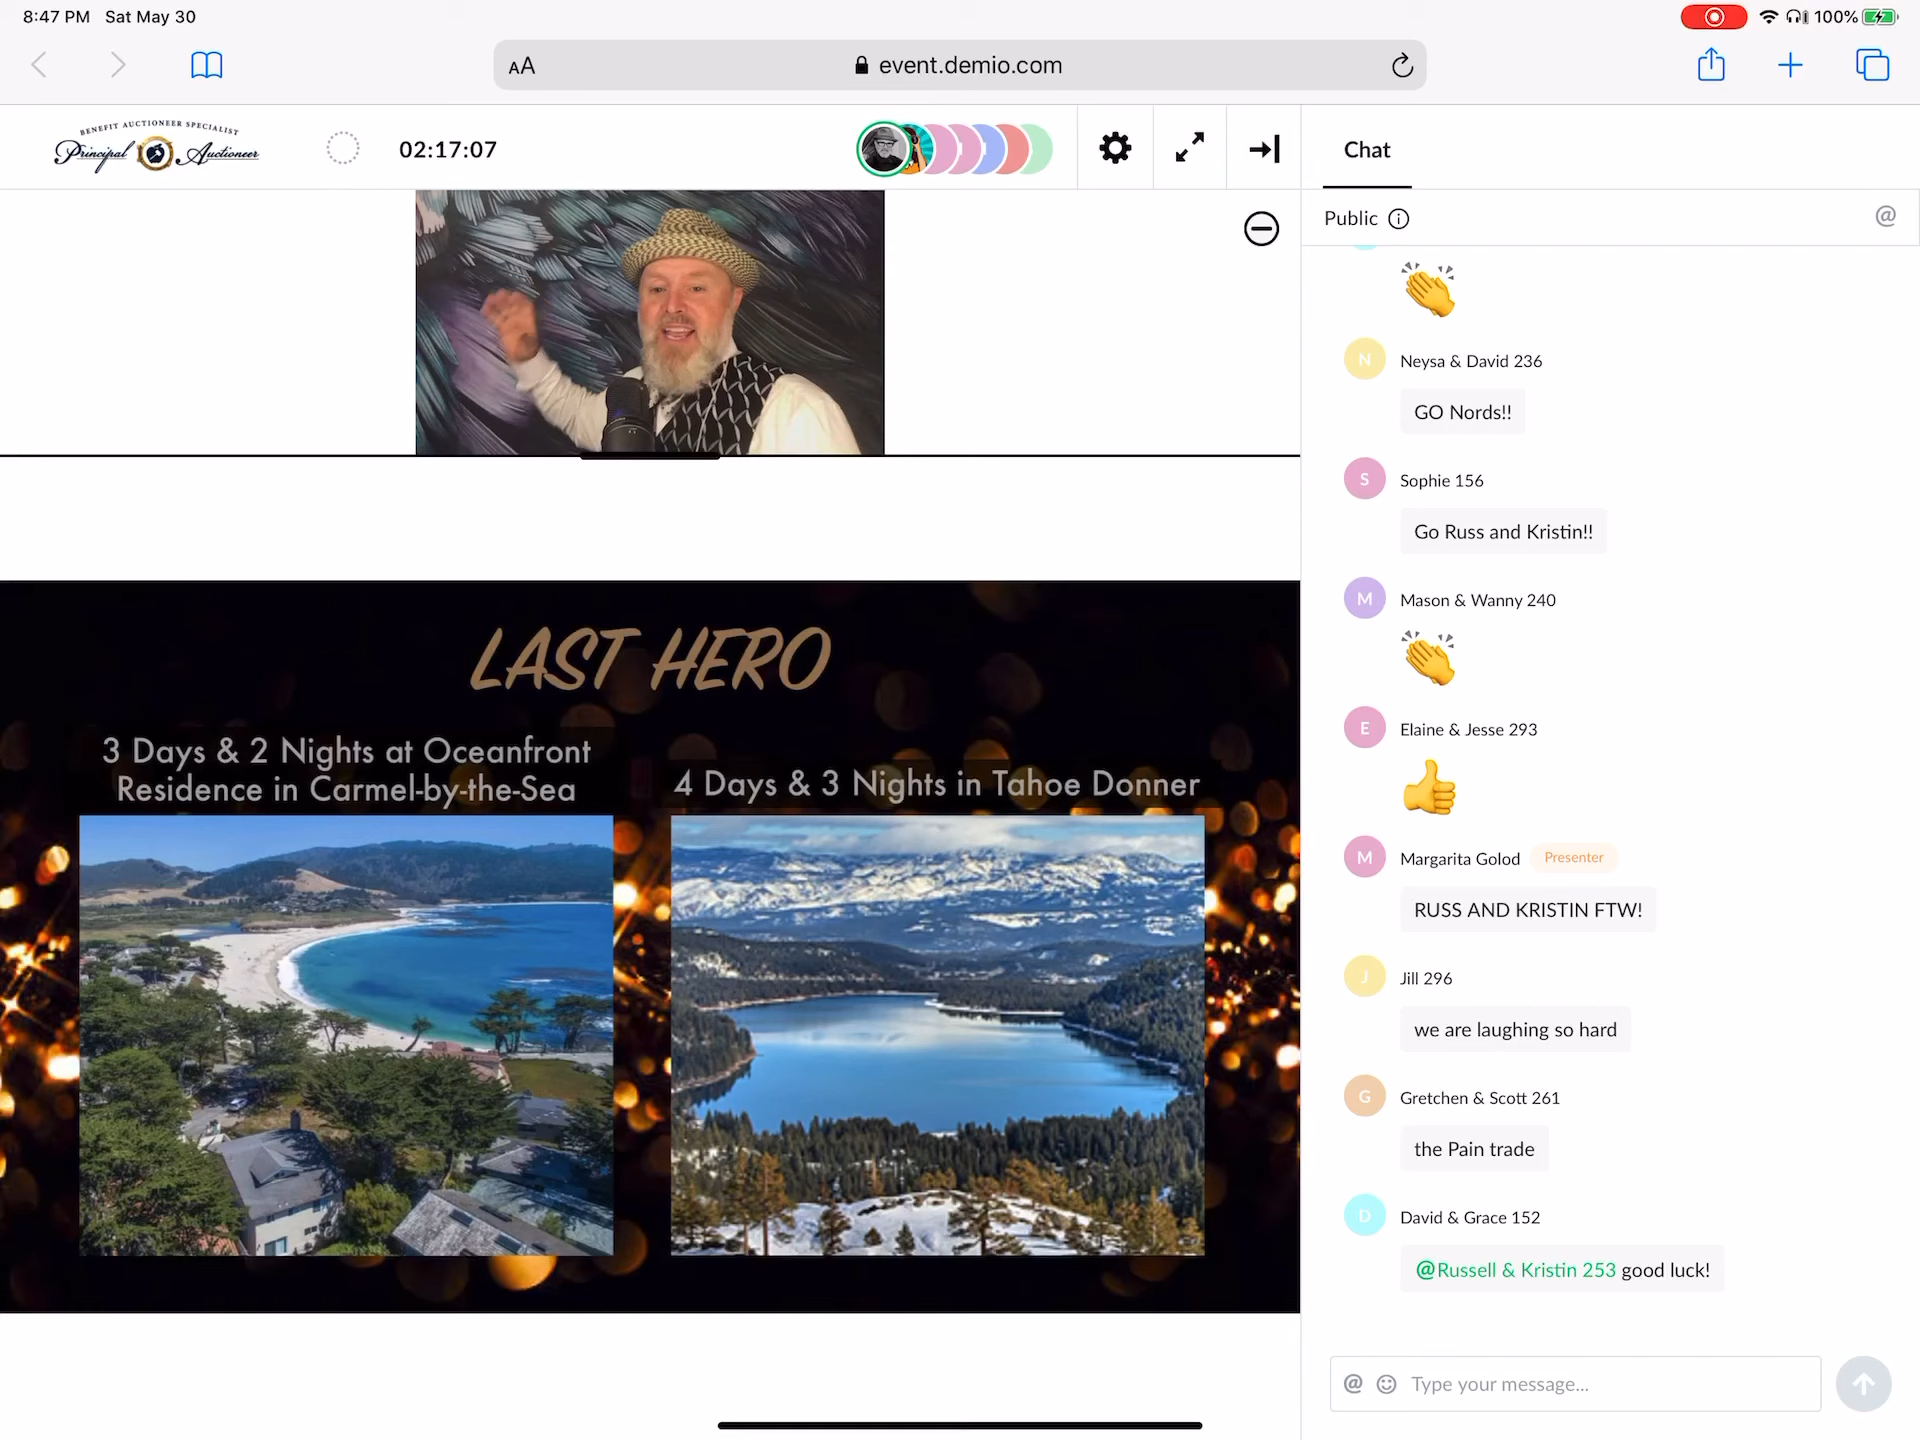 8:47 PM Sat May 30
100%
AA
event.demio.com
BENEFIT AUCTIONEER SPECIALIST
Principal Auctioneer
02:17:07
Chat
Public
@
N
Neysa & David 236
GO Nords!!
S
Sophie 156
Go Russ and Kristin!!
M
Mason & Wanny 240
E
Elaine & Jesse 293
M
Margarita Golod
Presenter
RUSS AND KRISTIN FTW!
J
Jill 296
we are laughing so hard
G
Gretchen & Scott 261
the Pain trade
D
David & Grace 152
@Russell & Kristin 253 good luck!
@ Type your message...
LAST HERO
3 Days & 2 Nights at Oceanfront
Residence in Carmel-by-the-Sea
4 Days & 3 Nights in Tahoe Donner